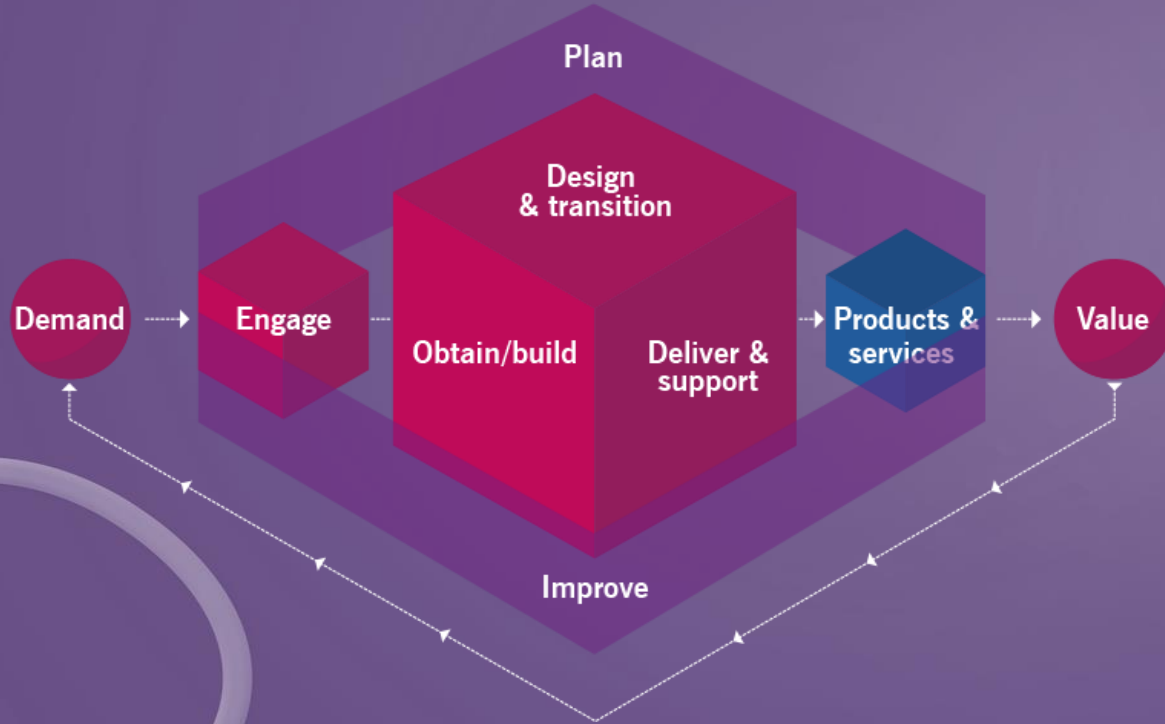 Plan
Design
& transition
Demand
Engage
Obtain/build
Deliver &
support
Products &
services
Value
Improve